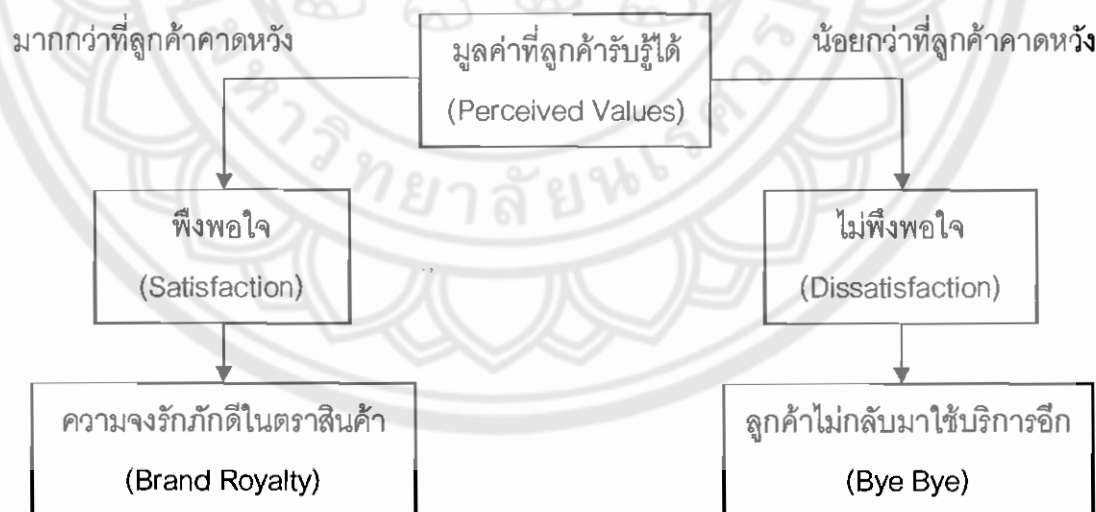 มากกว่าที่ลูกค้าคาดหวัง
มูลค่าที่ลูกค้ารับรู้ได้
(Perceived Values)
น้อยกว่าที่ลูกค้าคาดหวัง
พึงพอใจ
(Satisfaction)
ไม่พึงพอใจ
(Dissatisfaction)
ความจงรักภักดีในตราสินค้า
(Brand Royalty)
ลูกค้าไม่กลับมาใช้บริการอีก
(Bye Bye)